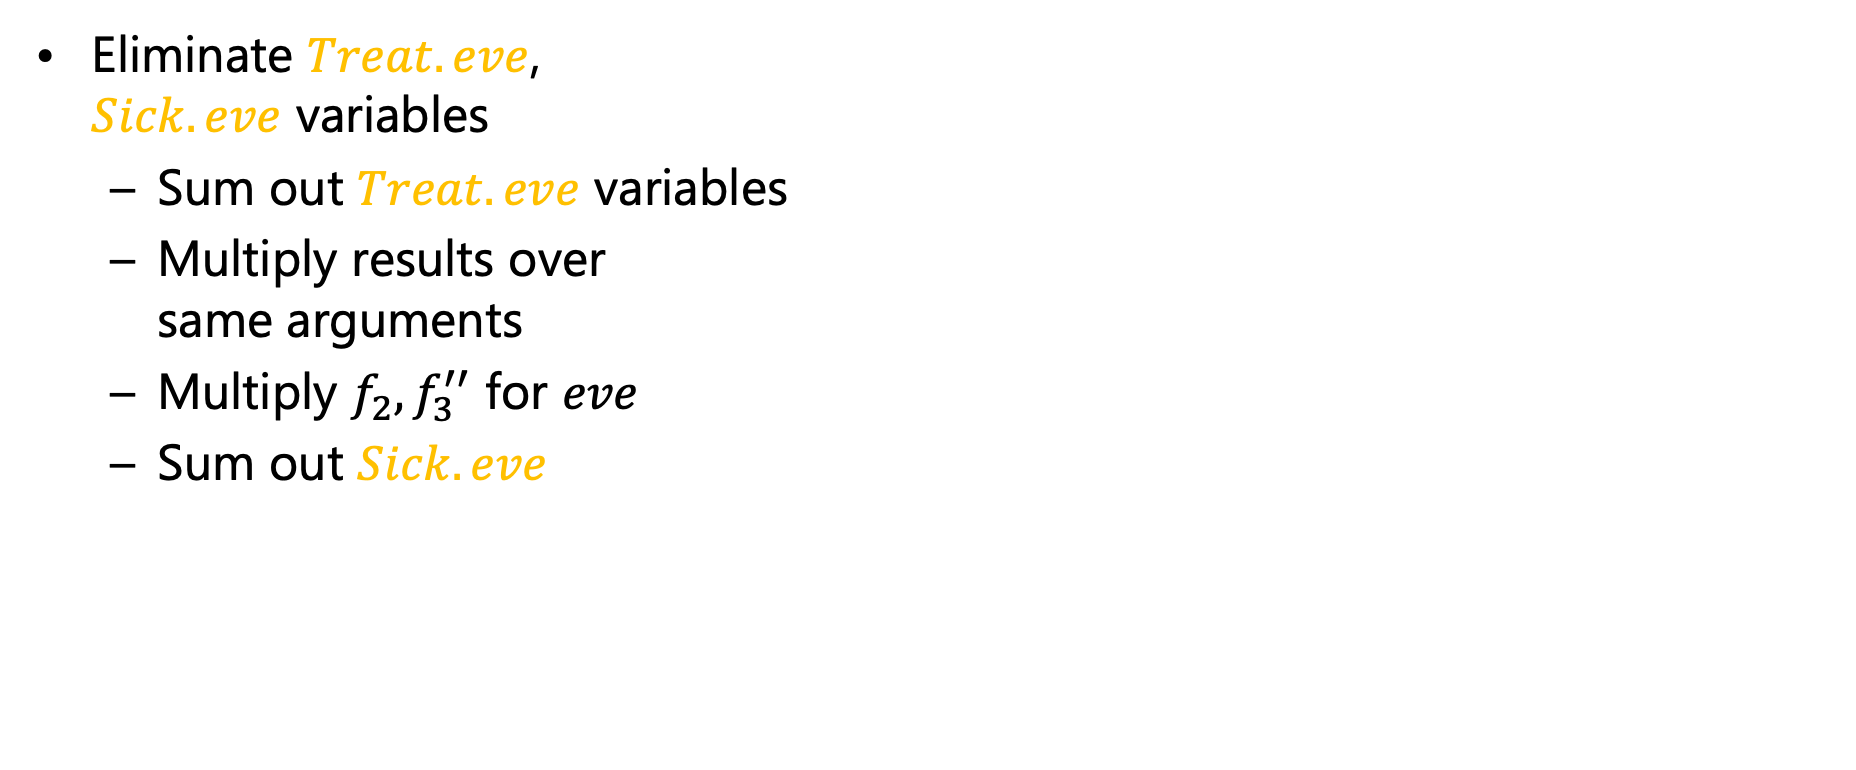 • Eliminate Treat.eve,
Sick.eve variables
– Sum out Treat.eve variables
– Multiply results over
same arguments
– Multiply f₂, f₃′′ for eve
– Sum out Sick.eve